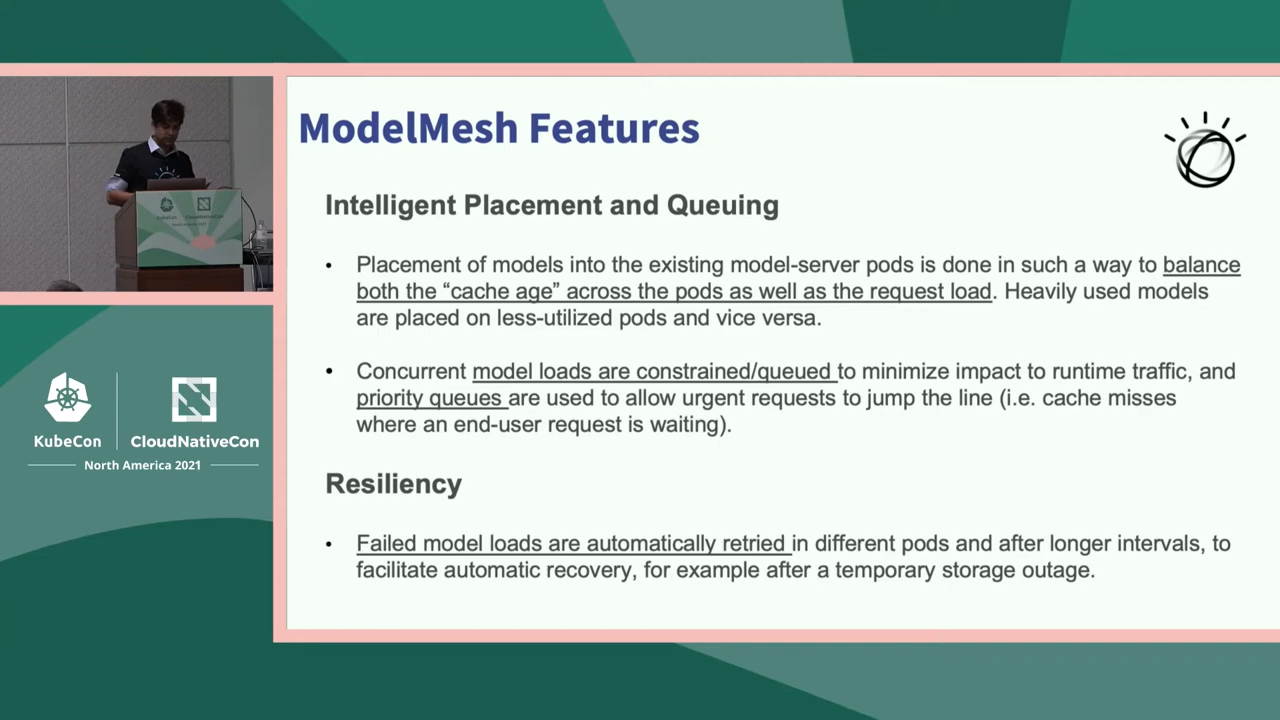 ModelMesh Features
Intelligent Placement and Queuing
• Placement of models into the existing model-server pods is done in such a way to balance
both the “cache age” across the pods as well as the request load. Heavily used models
are placed on less-utilized pods and vice versa.
• Concurrent model loads are constrained/queued to minimize impact to runtime traffic, and
priority queues are used to allow urgent requests to jump the line (i.e. cache misses
where an end-user request is waiting).
Resiliency
• Failed model loads are automatically retried in different pods and after longer intervals, to
facilitate automatic recovery, for example after a temporary storage outage.
KubeCon CloudNativeCon
North America 2021
KubeCon CloudNativeCon
North America 2021